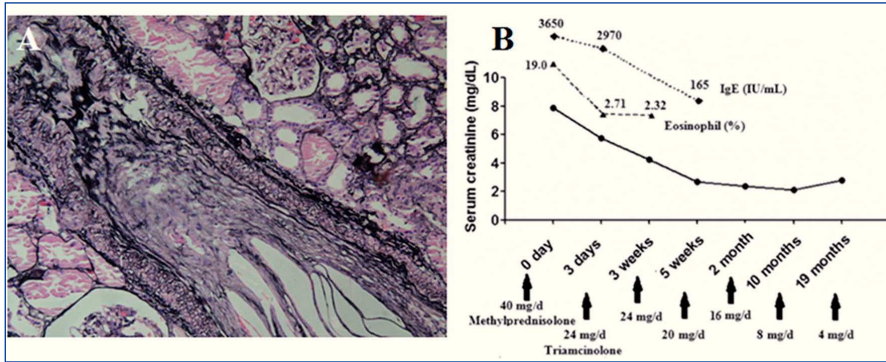 A
B
3650
2970
19.0
165
IgE (IU/mL)
2.71
2.32
Eosinophil (%)
Serum creatinine (mg/dL)
10
8
6
4
2
0
0 day
3 days
3 weeks
5 weeks
2 month
10 months
19 months
40 mg/d
Methylprednisolone
24 mg/d
Triamcinolone
24 mg/d
20 mg/d
16 mg/d
8 mg/d
4 mg/d